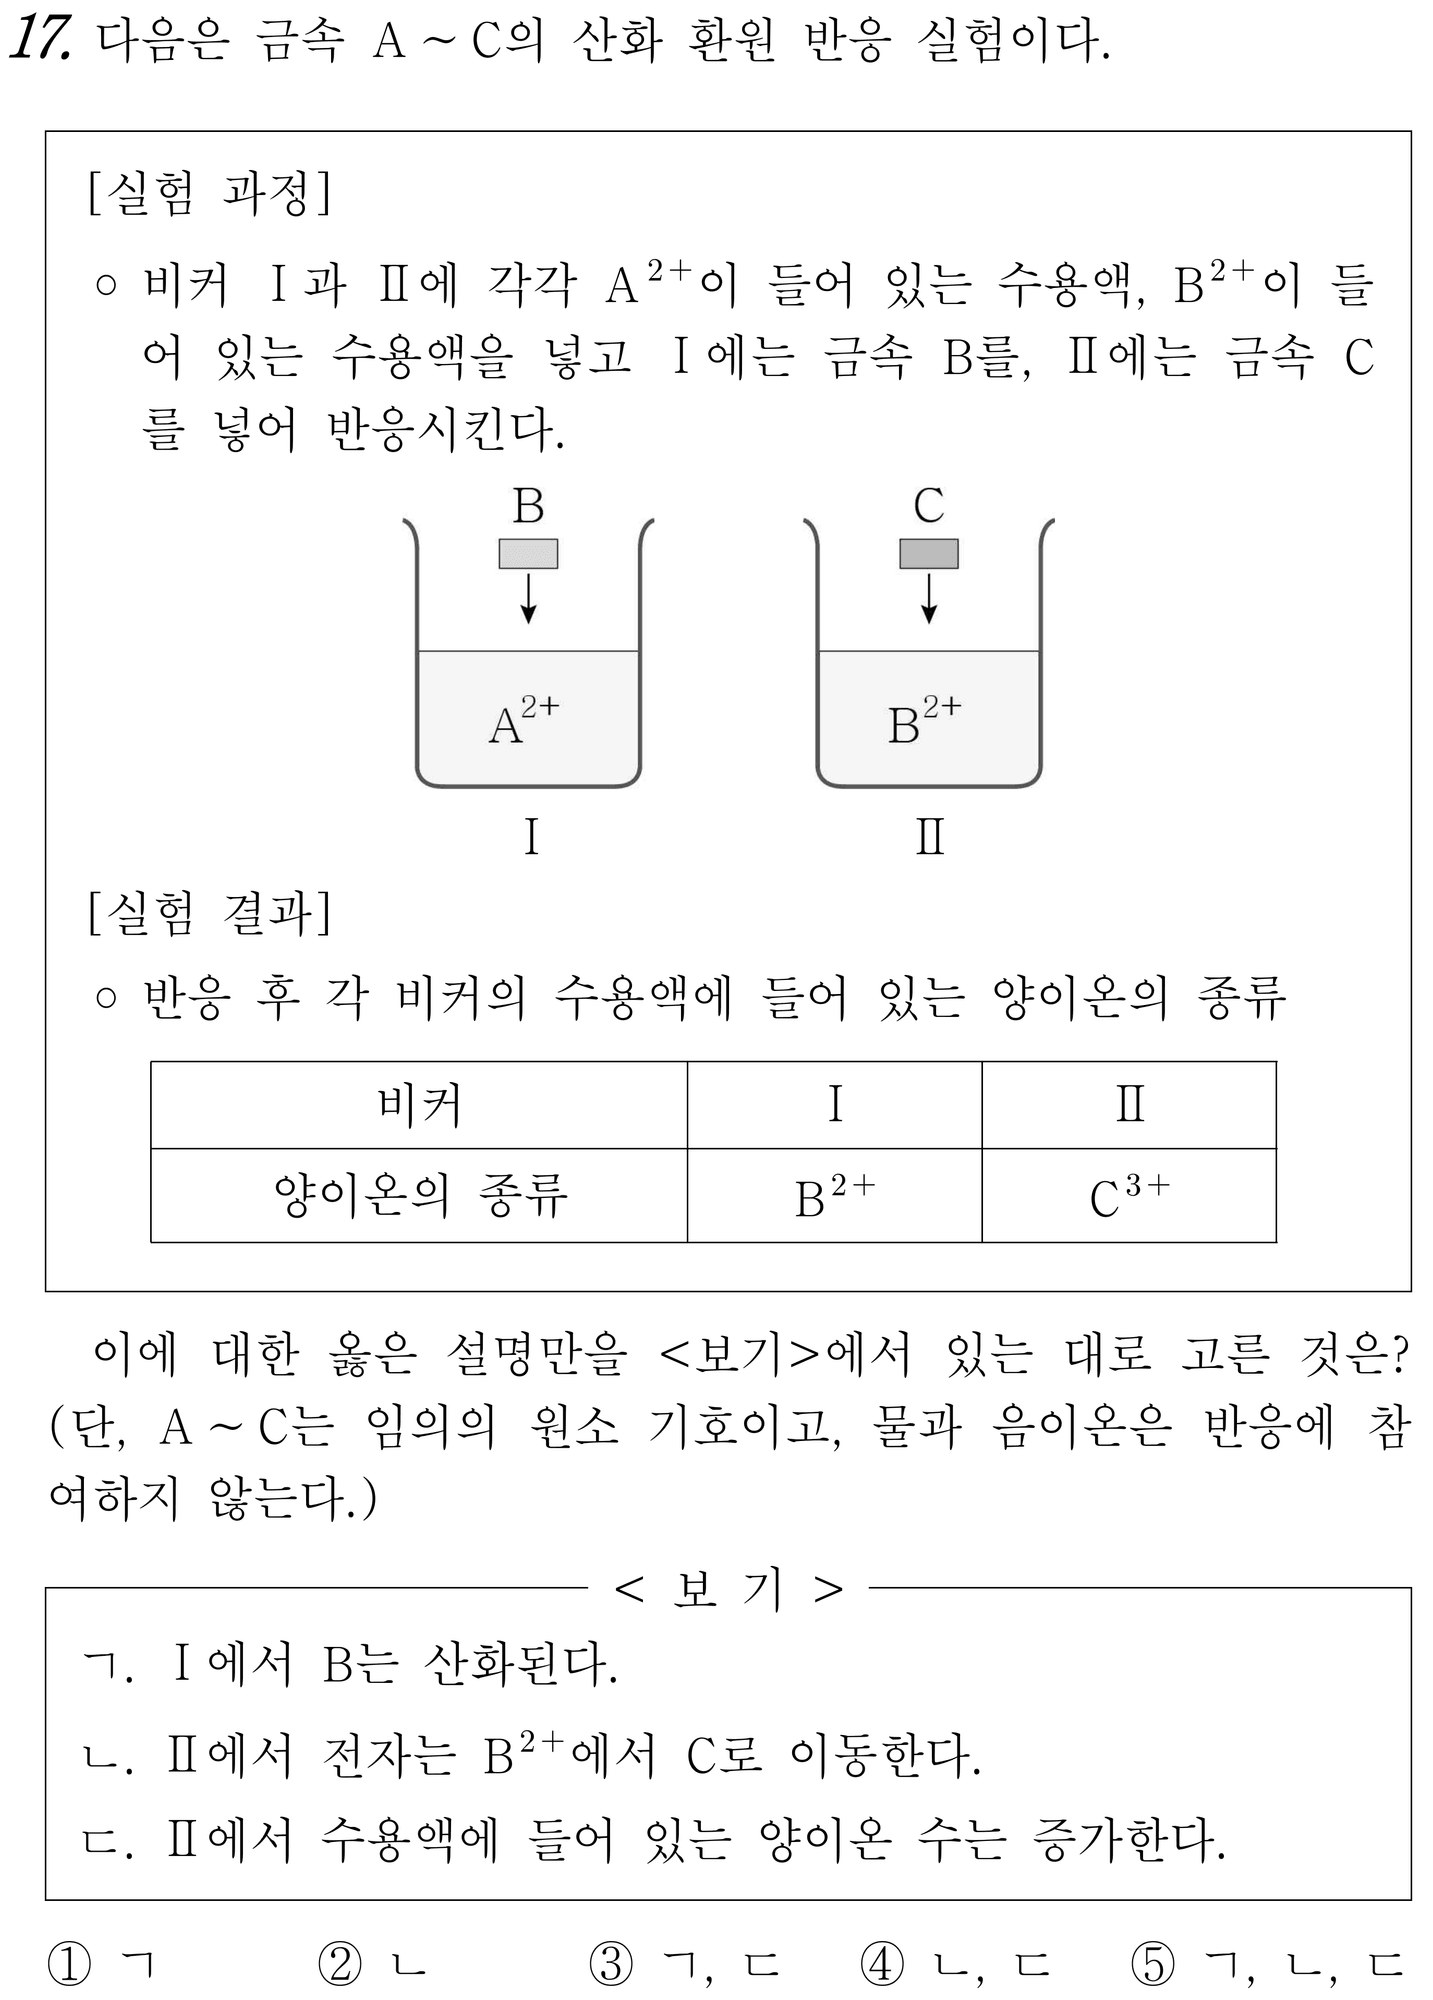 17. 다음은 금속 A ~ C의 산화 환원 반응 실험이다.
[실험 과정]
○ 비커 Ⅰ과 Ⅱ에 각각 A²⁺이 들어 있는 수용액, B²⁺이 들
어 있는 수용액을 넣고 Ⅰ에는 금속 B를, Ⅱ에는 금속 C
를 넣어 반응시킨다.
B C
A²⁺ B²⁺
Ⅰ Ⅱ
[실험 결과]
○ 반응 후 각 비커의 수용액에 들어 있는 양이온의 종류
비커 Ⅰ Ⅱ
양이온의 종류 B²⁺ C³⁺
이에 대한 옳은 설명만을 <보기>에서 있는 대로 고른 것은?
(단, A ~ C는 임의의 원소 기호이고, 물과 음이온은 반응에 참
여하지 않는다.)
< 보 기 >
ㄱ. Ⅰ에서 B는 산화된다.
ㄴ. Ⅱ에서 전자는 B²⁺에서 C로 이동한다.
ㄷ. Ⅱ에서 수용액에 들어 있는 양이온 수는 증가한다.
① ㄱ ② ㄴ ③ ㄱ, ㄷ ④ ㄴ, ㄷ ⑤ ㄱ, ㄴ, ㄷ